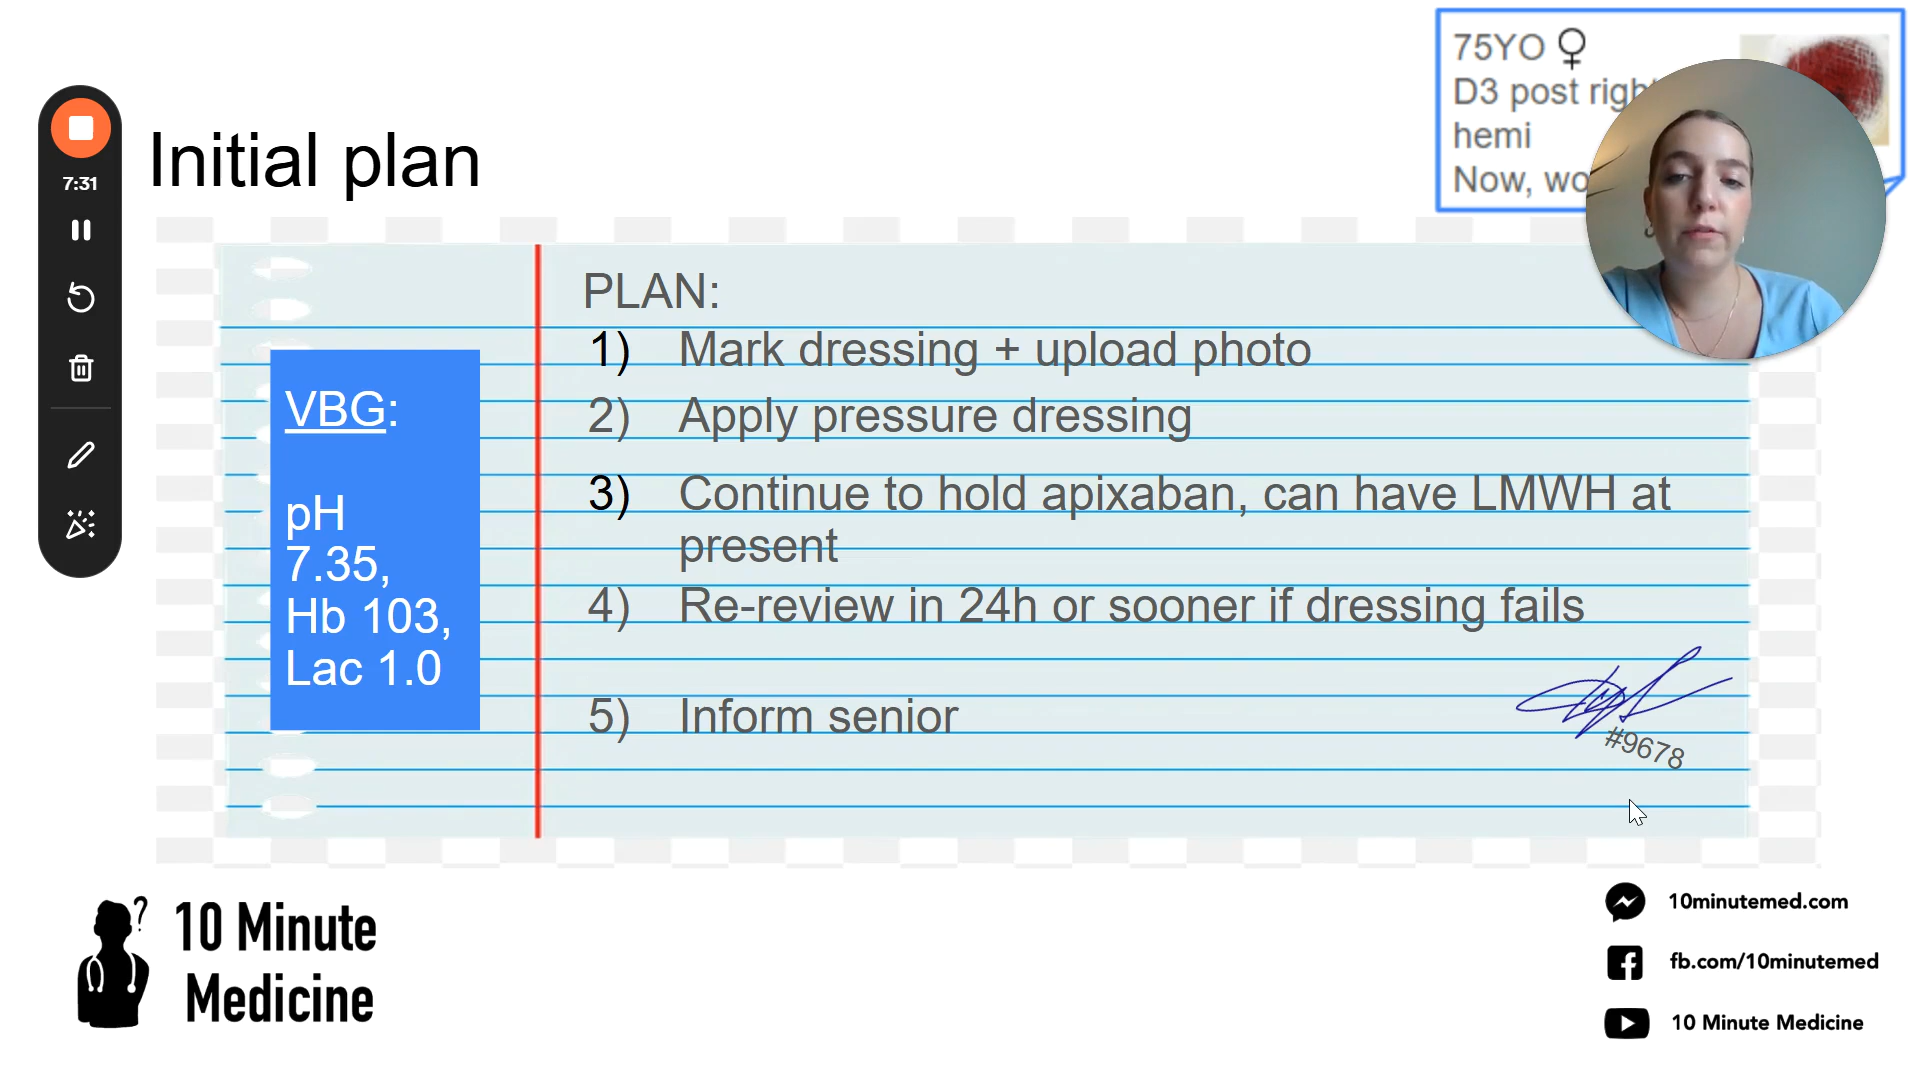 75YO ♀
D3 post
hemi
Now,
7:31
Initial plan
PLAN:
1) Mark dressing + upload photo
2) Apply pressure dressing
3) Continue to hold apixaban, can have LMWH at
present
4) Re-review in 24h or sooner if dressing fails
5) Inform senior
#9678
VBG:
pH
7.35,
Hb 103,
Lac 1.0
?
10 Minute
Medicine
10minutemed.com
fb.com/10minutemed
10 Minute Medicine